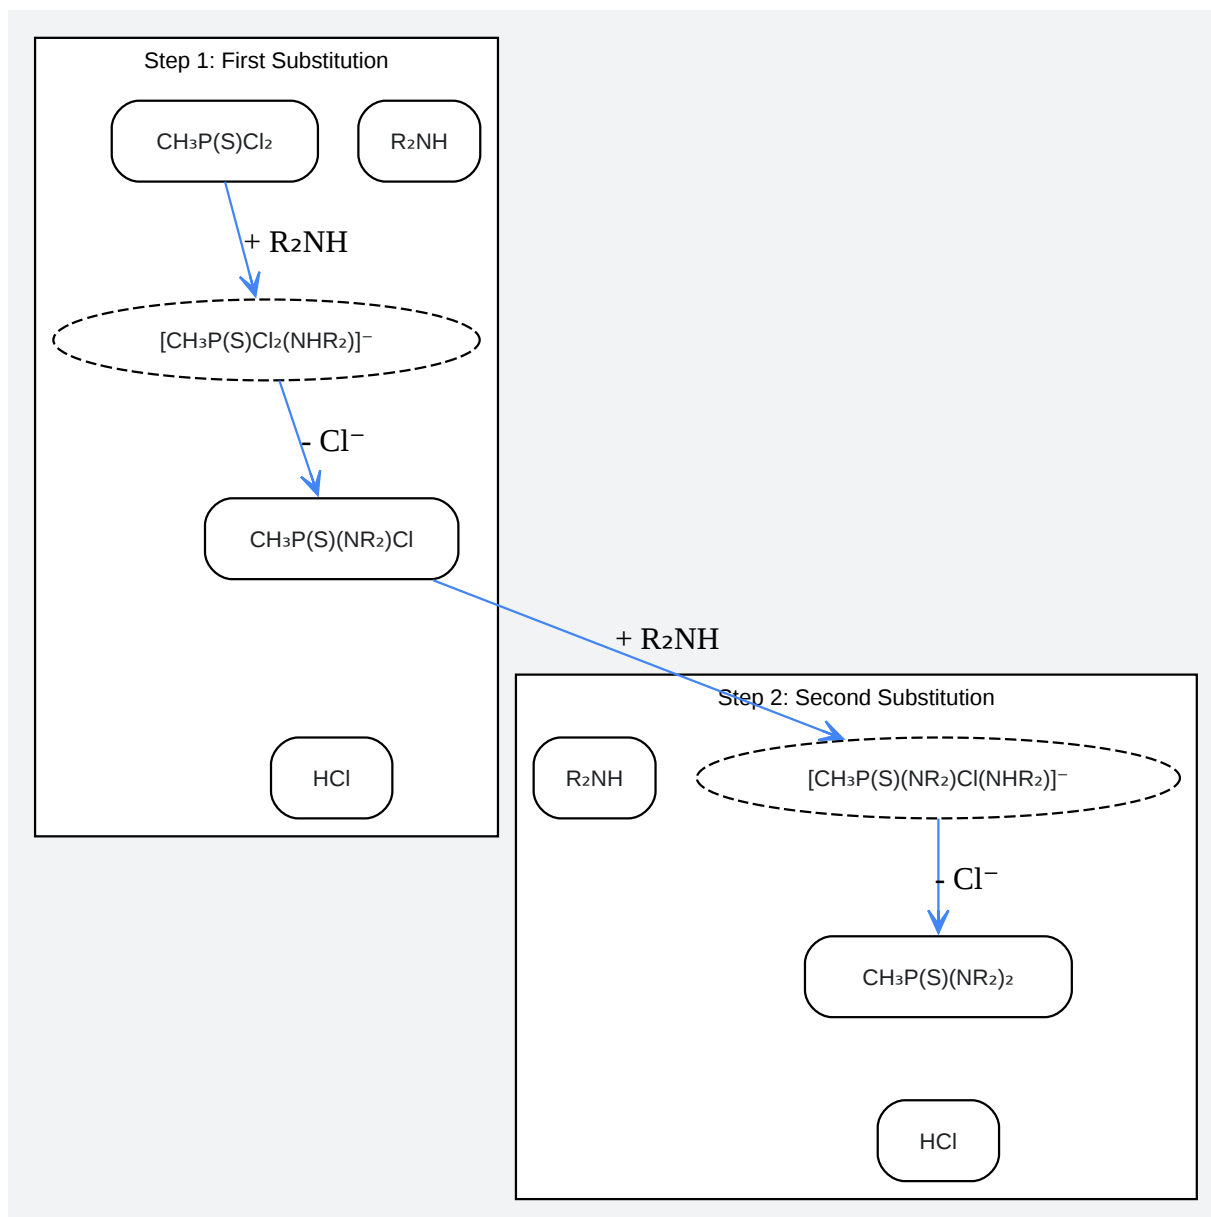 Step 1: First Substitution
CH₃P(S)Cl₂
R₂NH
+ R₂NH
[CH₃P(S)Cl₂(NHR₂)]⁻
- Cl⁻
CH₃P(S)(NR₂)Cl
+ R₂NH
Step 2: Second Substitution
HCl
R₂NH
[CH₃P(S)(NR₂)Cl(NHR₂)]⁻
- Cl⁻
CH₃P(S)(NR₂)₂
HCl